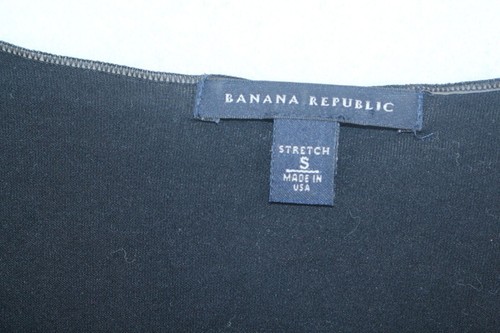 BANANA REPUBLIC
STRETCH
S
MADE IN
USA